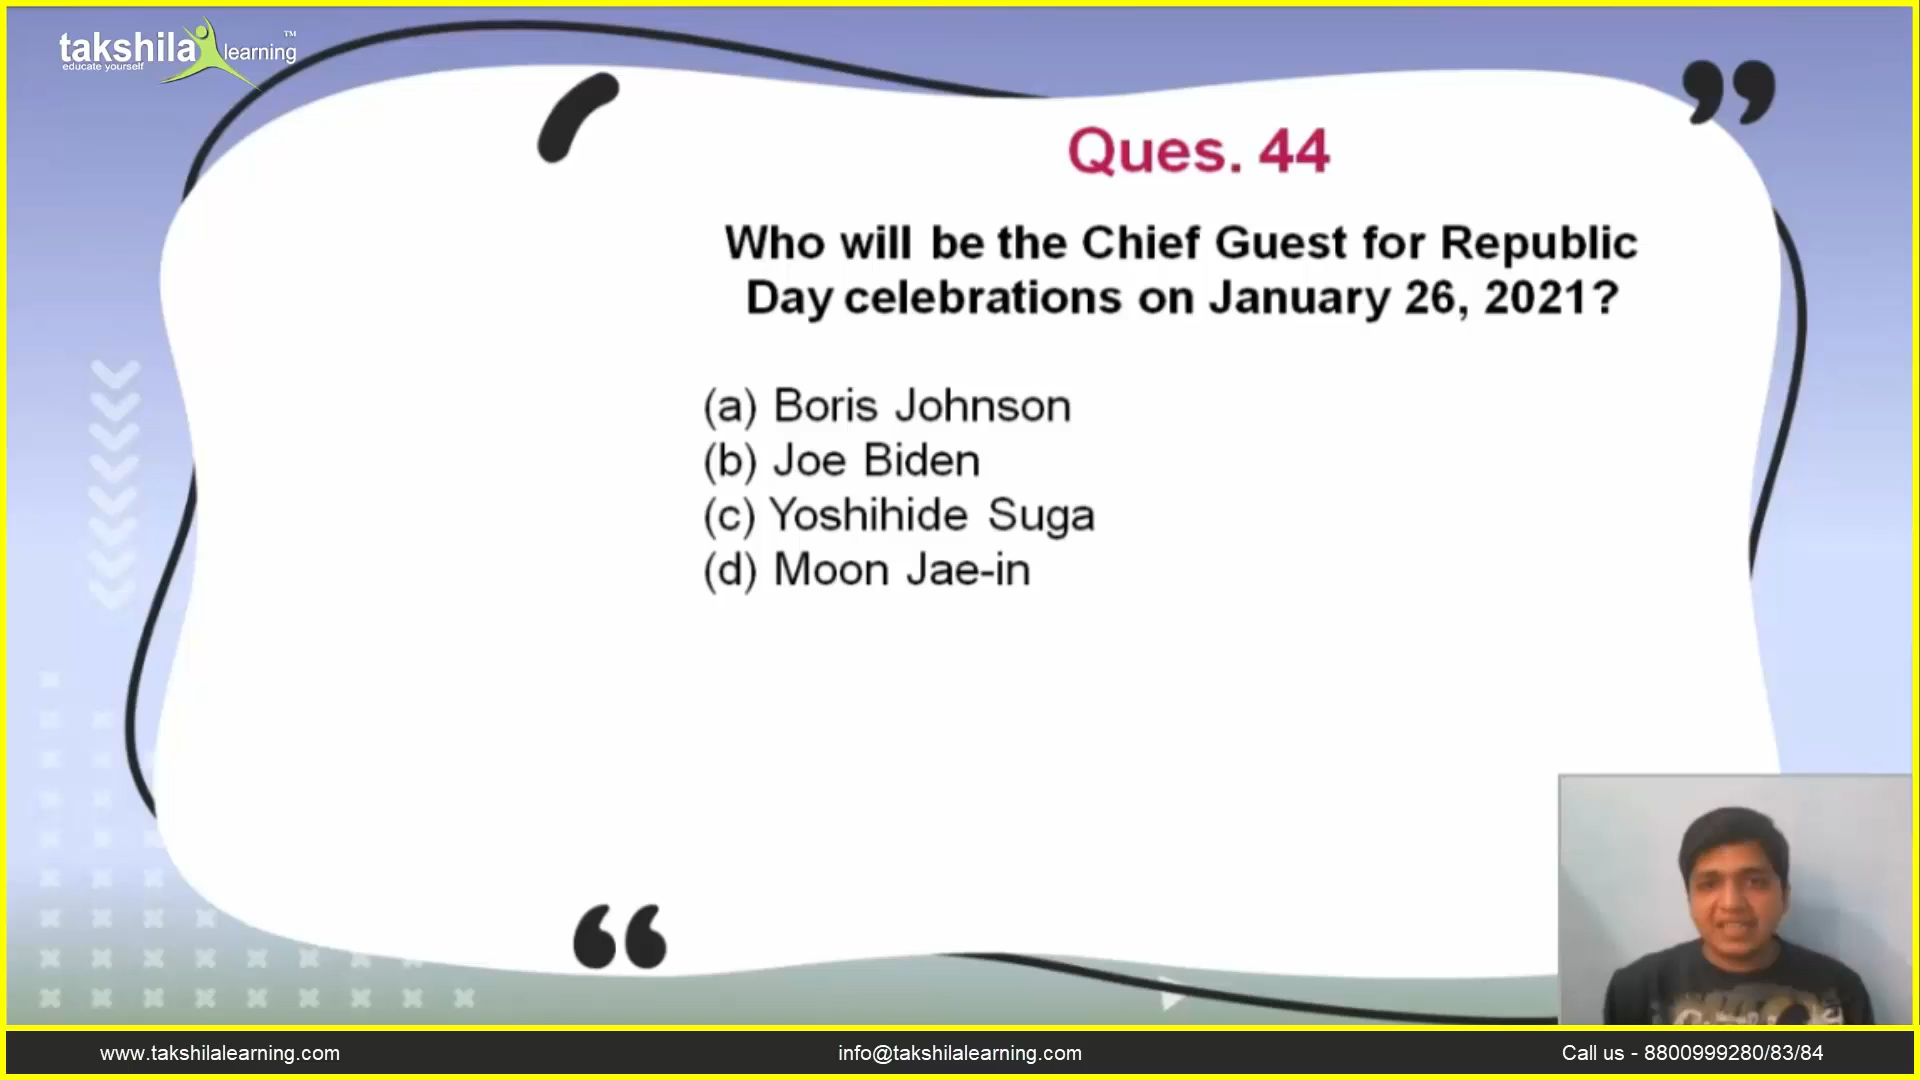 takshila learning ™
educate yourself
Ques. 44
Who will be the Chief Guest for Republic
Day celebrations on January 26, 2021?
(a) Boris Johnson
(b) Joe Biden
(c) Yoshihide Suga
(d) Moon Jae-in
www.takshilalearning.com
info@takshilalearning.com
Call us - 8800999280/83/84